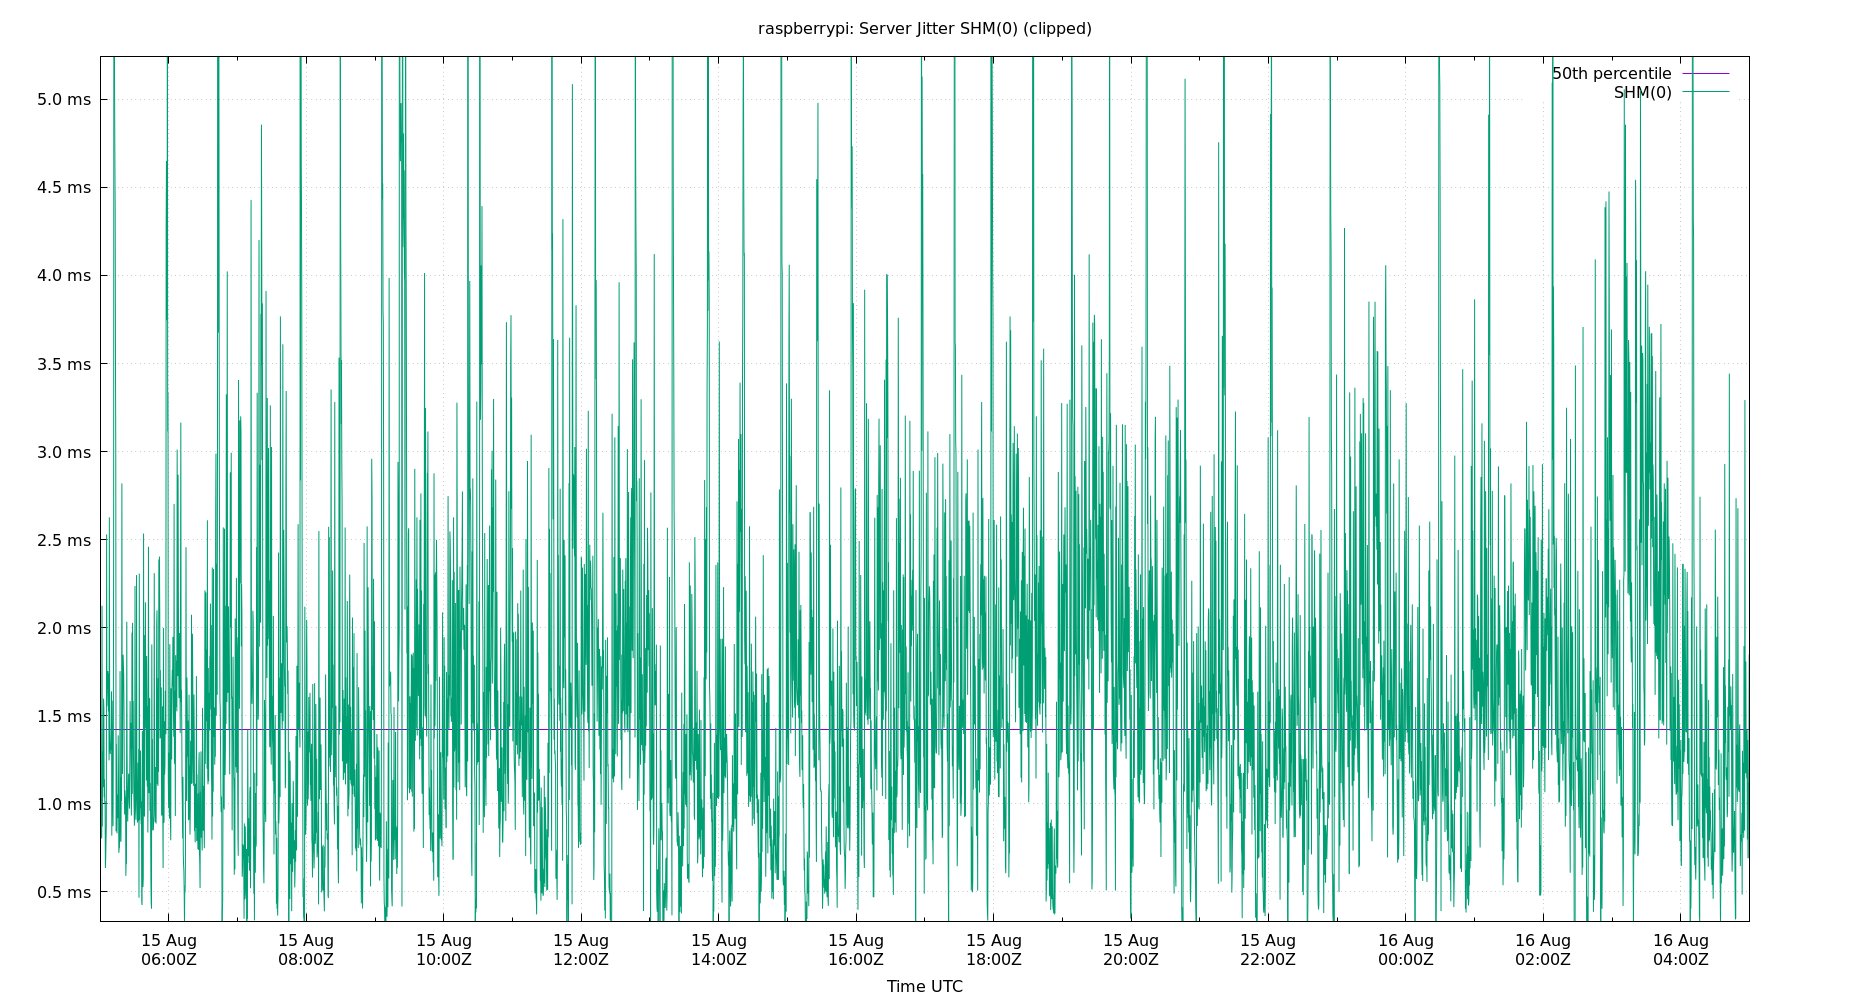 raspberrypi: Server Jitter SHM(0) (clipped)
50th percentile
SHM(0)
5.0 ms
4.5 ms
4.0 ms
3.5 ms
3.0 ms
2.5 ms
2.0 ms
1.5 ms
1.0 ms
0.5 ms
15 Aug 15 Aug 15 Aug 15 Aug 15 Aug 15 Aug 15 Aug 15 Aug 15 Aug 16 Aug 16 Aug 16 Aug
06:00Z 08:00Z 10:00Z 12:00Z 14:00Z 16:00Z 18:00Z 20:00Z 22:00Z 00:00Z 02:00Z 04:00Z
Time UTC